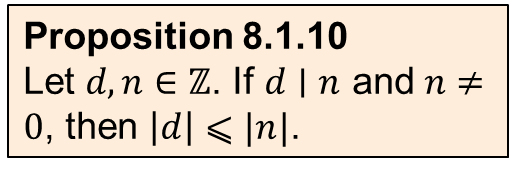 Proposition 8.1.10
Let d, n ∈ ℤ. If d ∣ n and n ≠
0, then |d| ⩽ |n|.